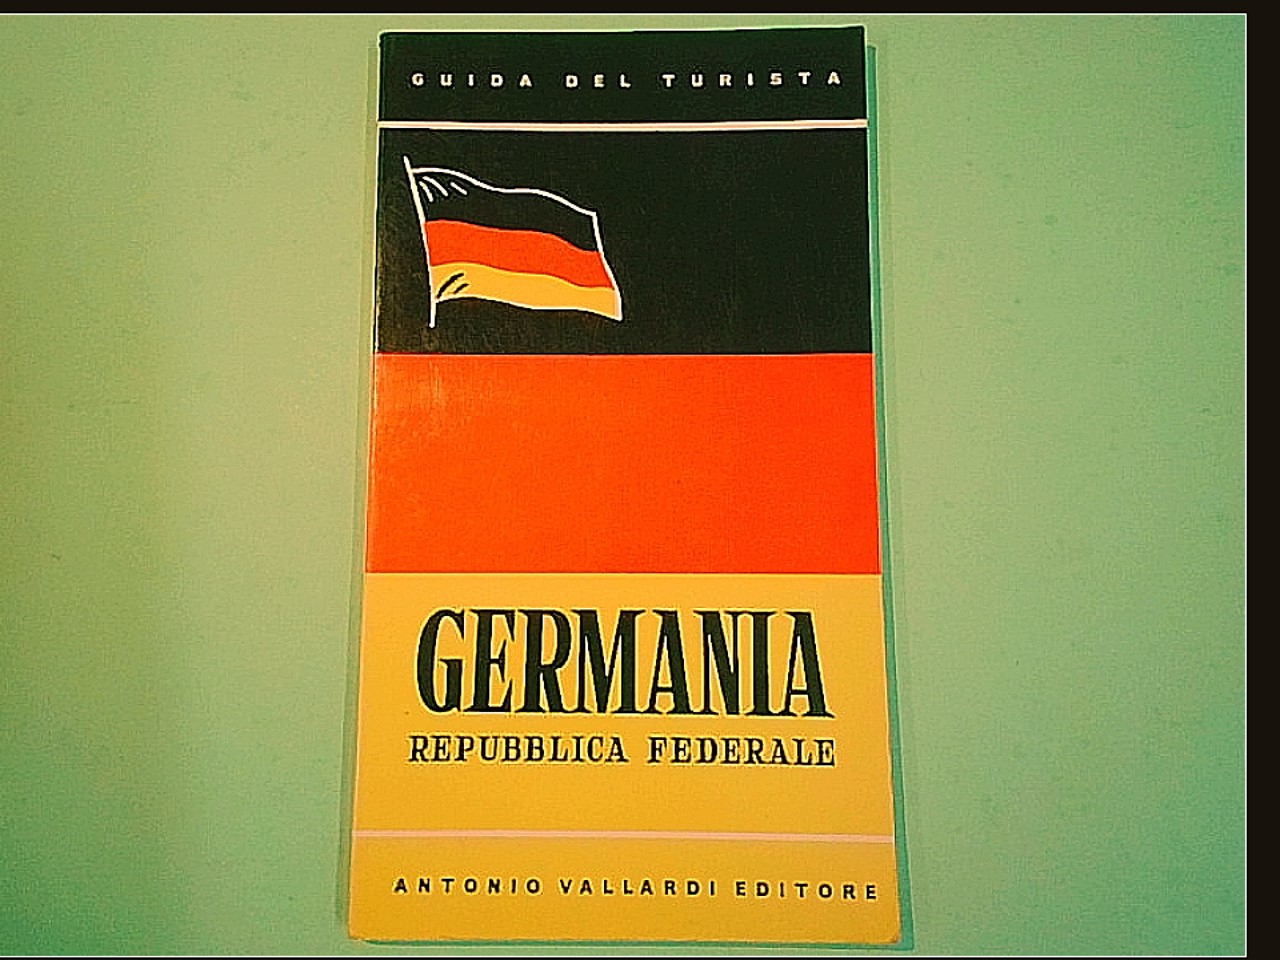 GUIDA DEL TURISTA
GERMANIA
REPUBBLICA FEDERALE
ANTONIO VALLARDI EDITORE